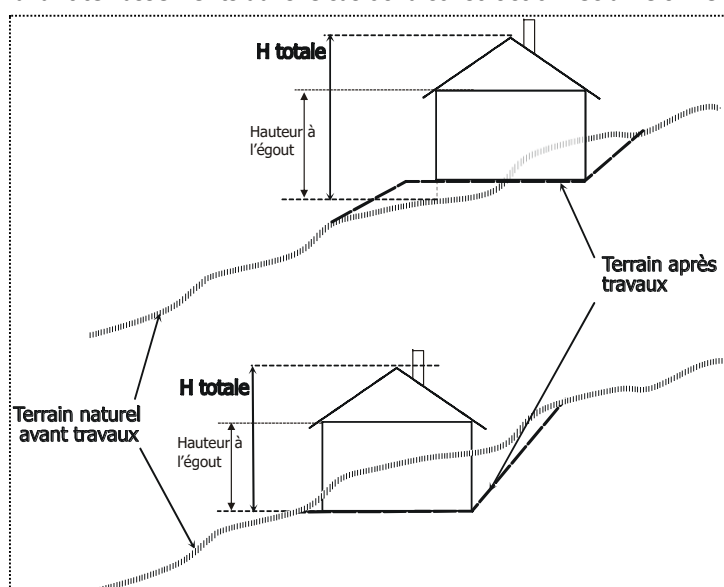 H totale
Hauteur à
l'égout
Terrain après
travaux
H totale
Terrain naturel
avant travaux
Hauteur à
l'égout